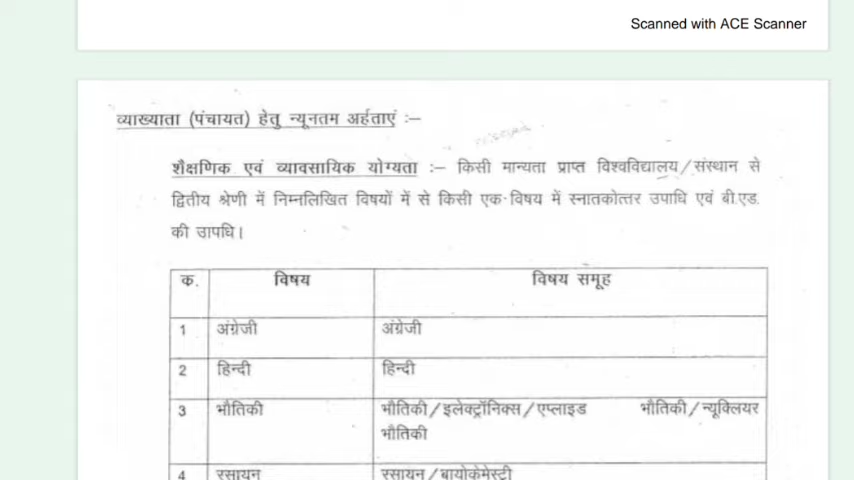 Scanned with ACE Scanner
व्याख्याता (पंचायत) हेतु न्यूनतम अर्हताएं :–
शैक्षणिक एवं व्यावसायिक योग्यता :– किसी मान्यता प्राप्त विश्वविद्यालय/संस्थान से
द्वितीय श्रेणी में निम्नलिखित विषयों में से किसी एक विषय में स्नातकोत्तर उपाधि एवं बी.एड.
की उापधि।
क. विषय विषय समूह
1 अंग्रेजी अंग्रेजी
2 हिन्दी हिन्दी
3 भौतिकी भौतिकी/इलेक्ट्रॉनिक्स/एप्लाइड भौतिकी/न्यूक्लियर
भौतिकी
4 रसायन रसायन/बायोकेमेस्ट्री